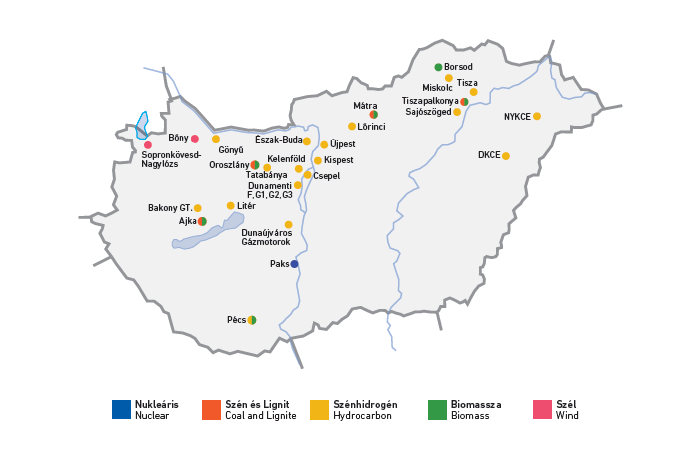 Borsod
Tisza
Miskolc
Tiszapalkonya
Mátra
Sajószöged
NYKCE
Lőrinci
Bőny
Észak-Buda
Újpest
Gönyű
Sopronkövesd-
Nagylózs
DKCE
Kelenföld
Kispest
Oroszlány
Tatabánya
Csepel
Dunamenti
F,G1,G2,G3
Bakony GT.
Litér
Ajka
Dunaújváros
Gázmotorok
Paks
Pécs
Nukleáris
Nuclear
Szén és Lignit
Coal and Lignite
Szénhidrogén
Hydrocarbon
Biomassza
Biomass
Szél
Wind